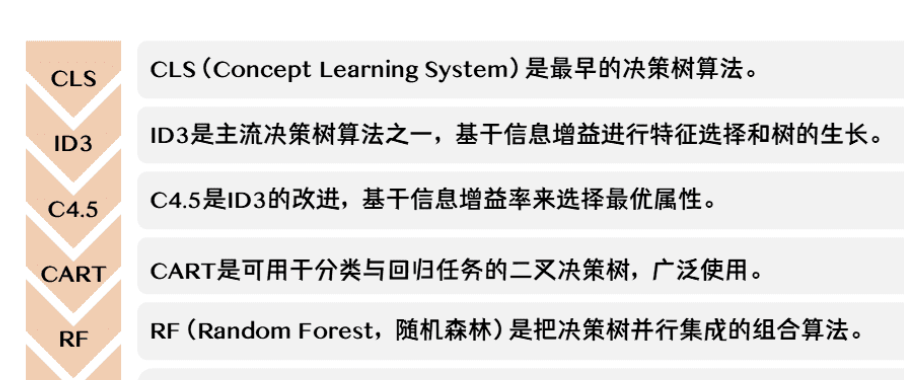 CLS
CLS（Concept Learning System）是最早的决策树算法。
ID3
ID3是主流决策树算法之一，基于信息增益进行特征选择和树的生长。
C4.5
C4.5是ID3的改进，基于信息增益率来选择最优属性。
CART
CART是可用于分类与回归任务的二叉决策树，广泛使用。
RF
RF（Random Forest，随机森林）是把决策树并行集成的组合算法。